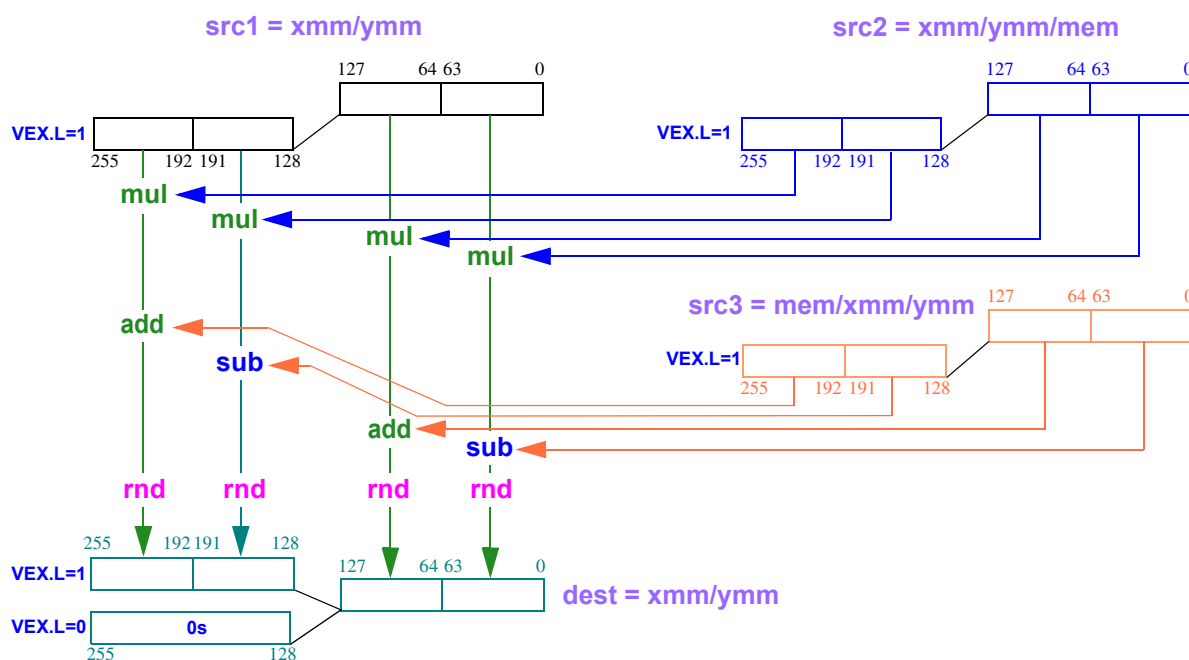 src1 = xmm/ymm
src2 = xmm/ymm/mem
127 64 63 0
127 64 63 0
VEX.L=1
VEX.L=1
255 192 191 128
255 192 191 128
mul
mul
mul
mul
src3 = mem/xmm/ymm
127 64 63 0
add
sub
VEX.L=1
255 192 191 128
add
sub
rnd rnd rnd rnd
255 192 191 128
127 64 63 0
VEX.L=1
dest = xmm/ymm
VEX.L=0
0s
255 128